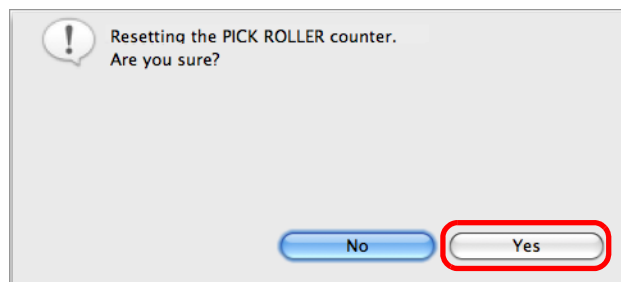 Resetting the PICK ROLLER counter.
Are you sure?
No
Yes